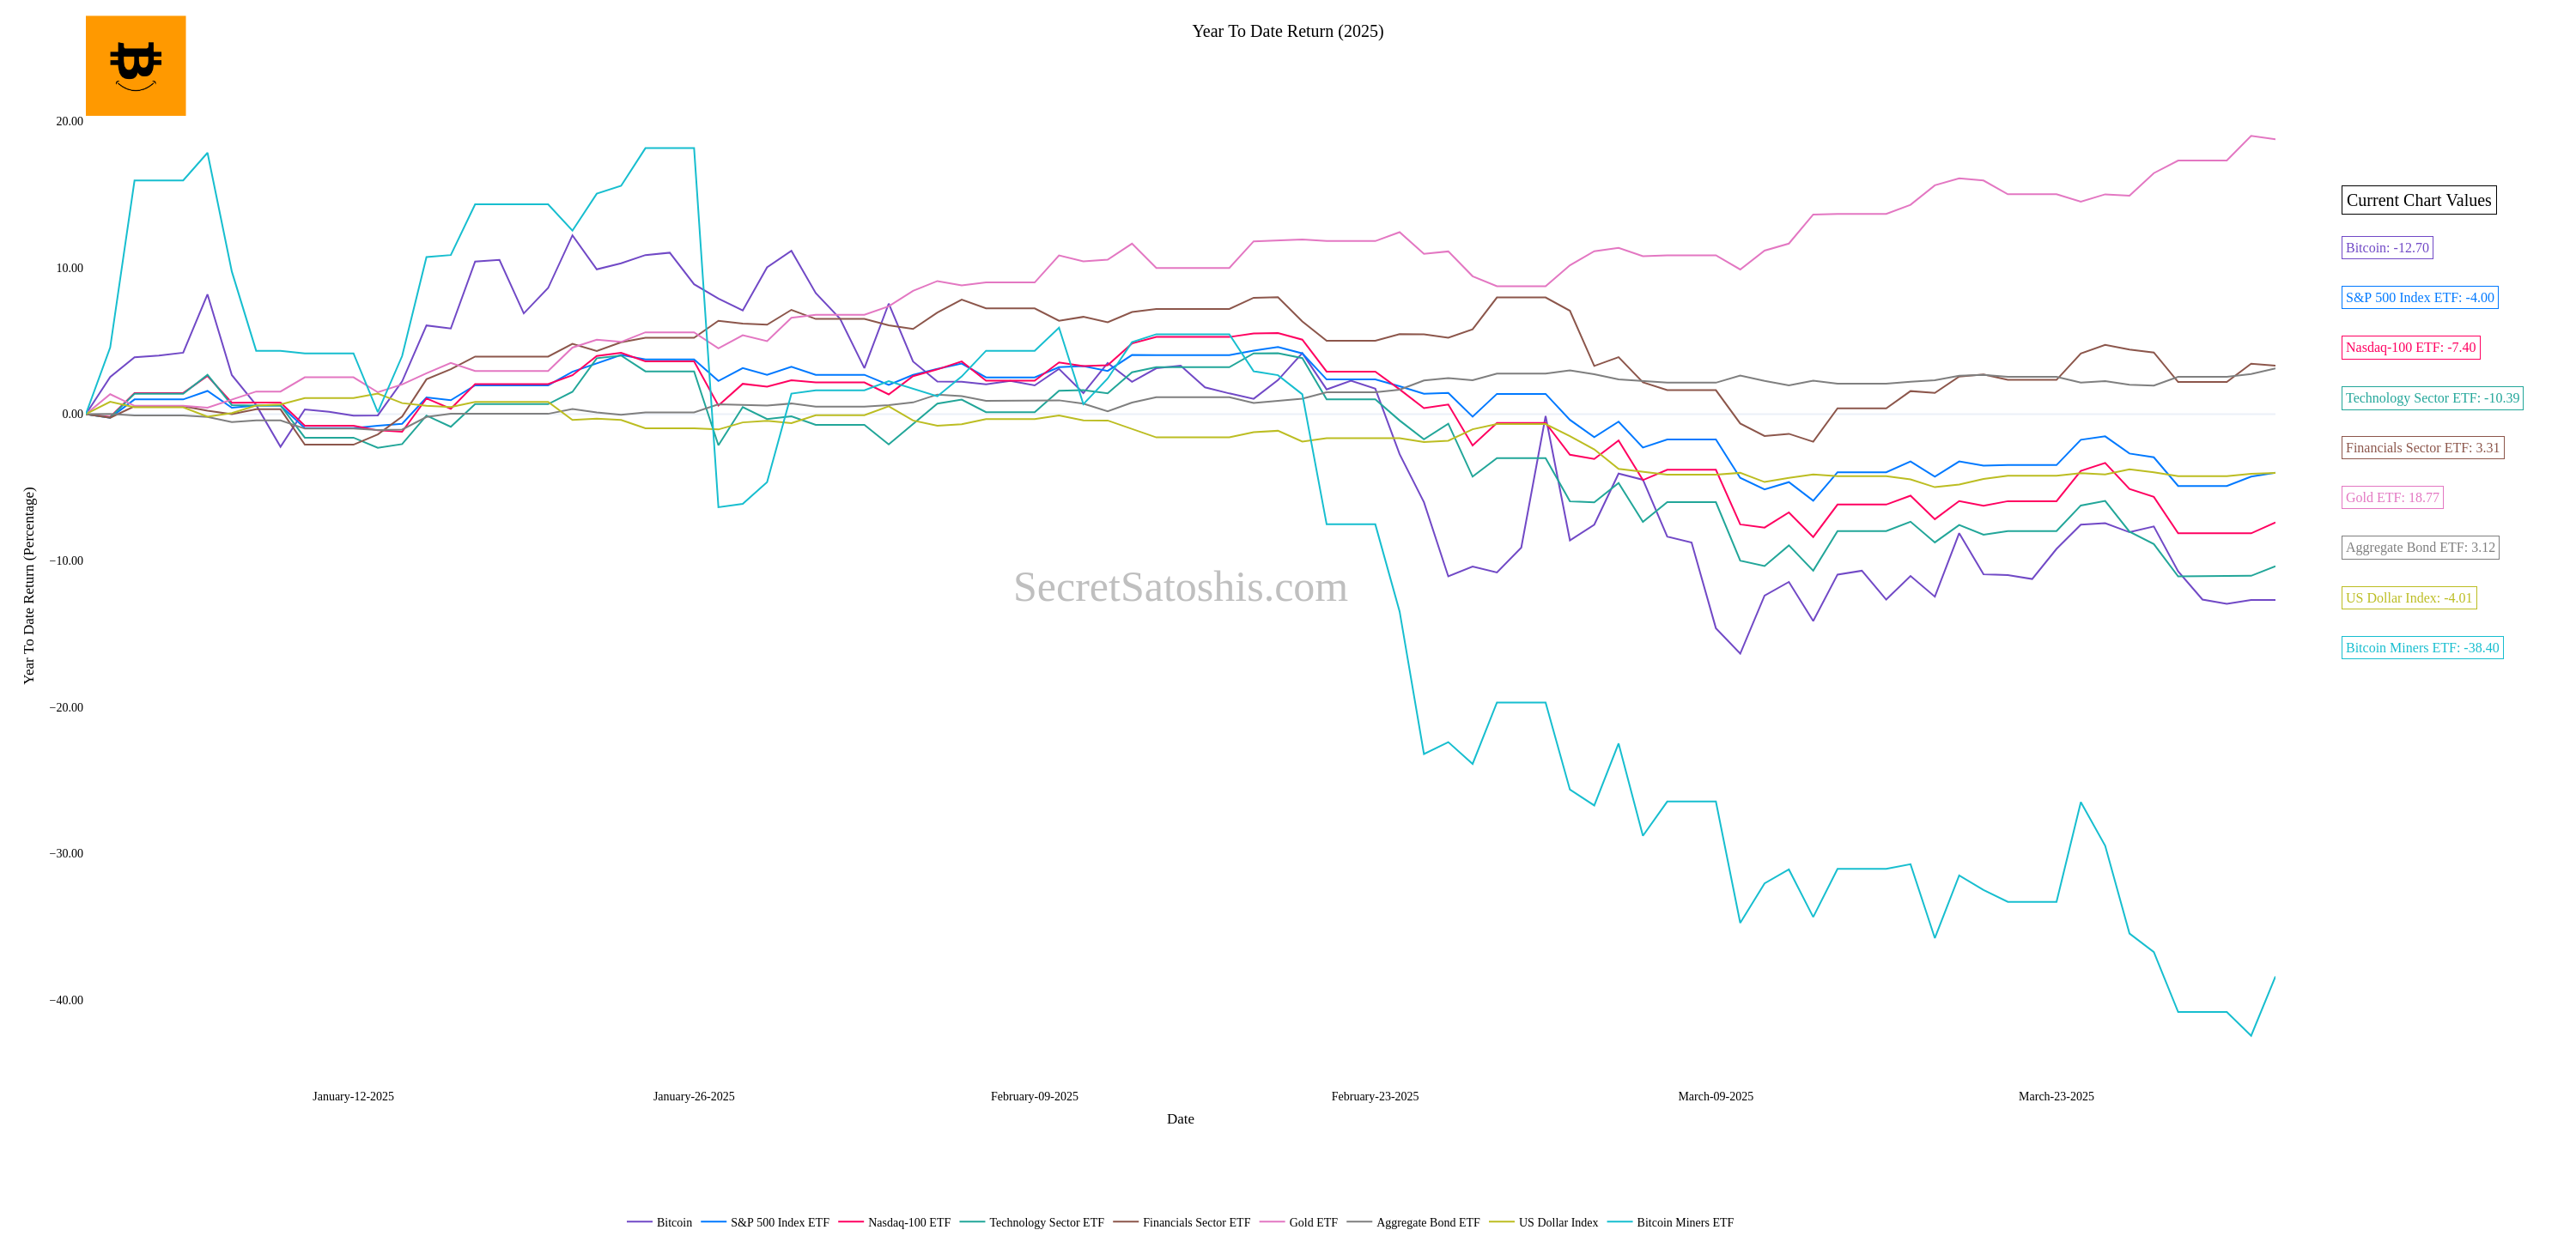 Year To Date Return (2025)
20.00
10.00
0.00
−10.00
−20.00
−30.00
−40.00
Year To Date Return (Percentage)
SecretSatoshis.com
Current Chart Values
Bitcoin: -12.70
S&P 500 Index ETF: -4.00
Nasdaq-100 ETF: -7.40
Technology Sector ETF: -10.39
Financials Sector ETF: 3.31
Gold ETF: 18.77
Aggregate Bond ETF: 3.12
US Dollar Index: -4.01
Bitcoin Miners ETF: -38.40
January-12-2025 January-26-2025 February-09-2025 February-23-2025 March-09-2025 March-23-2025
Date
Bitcoin S&P 500 Index ETF Nasdaq-100 ETF Technology Sector ETF Financials Sector ETF Gold ETF Aggregate Bond ETF US Dollar Index Bitcoin Miners ETF